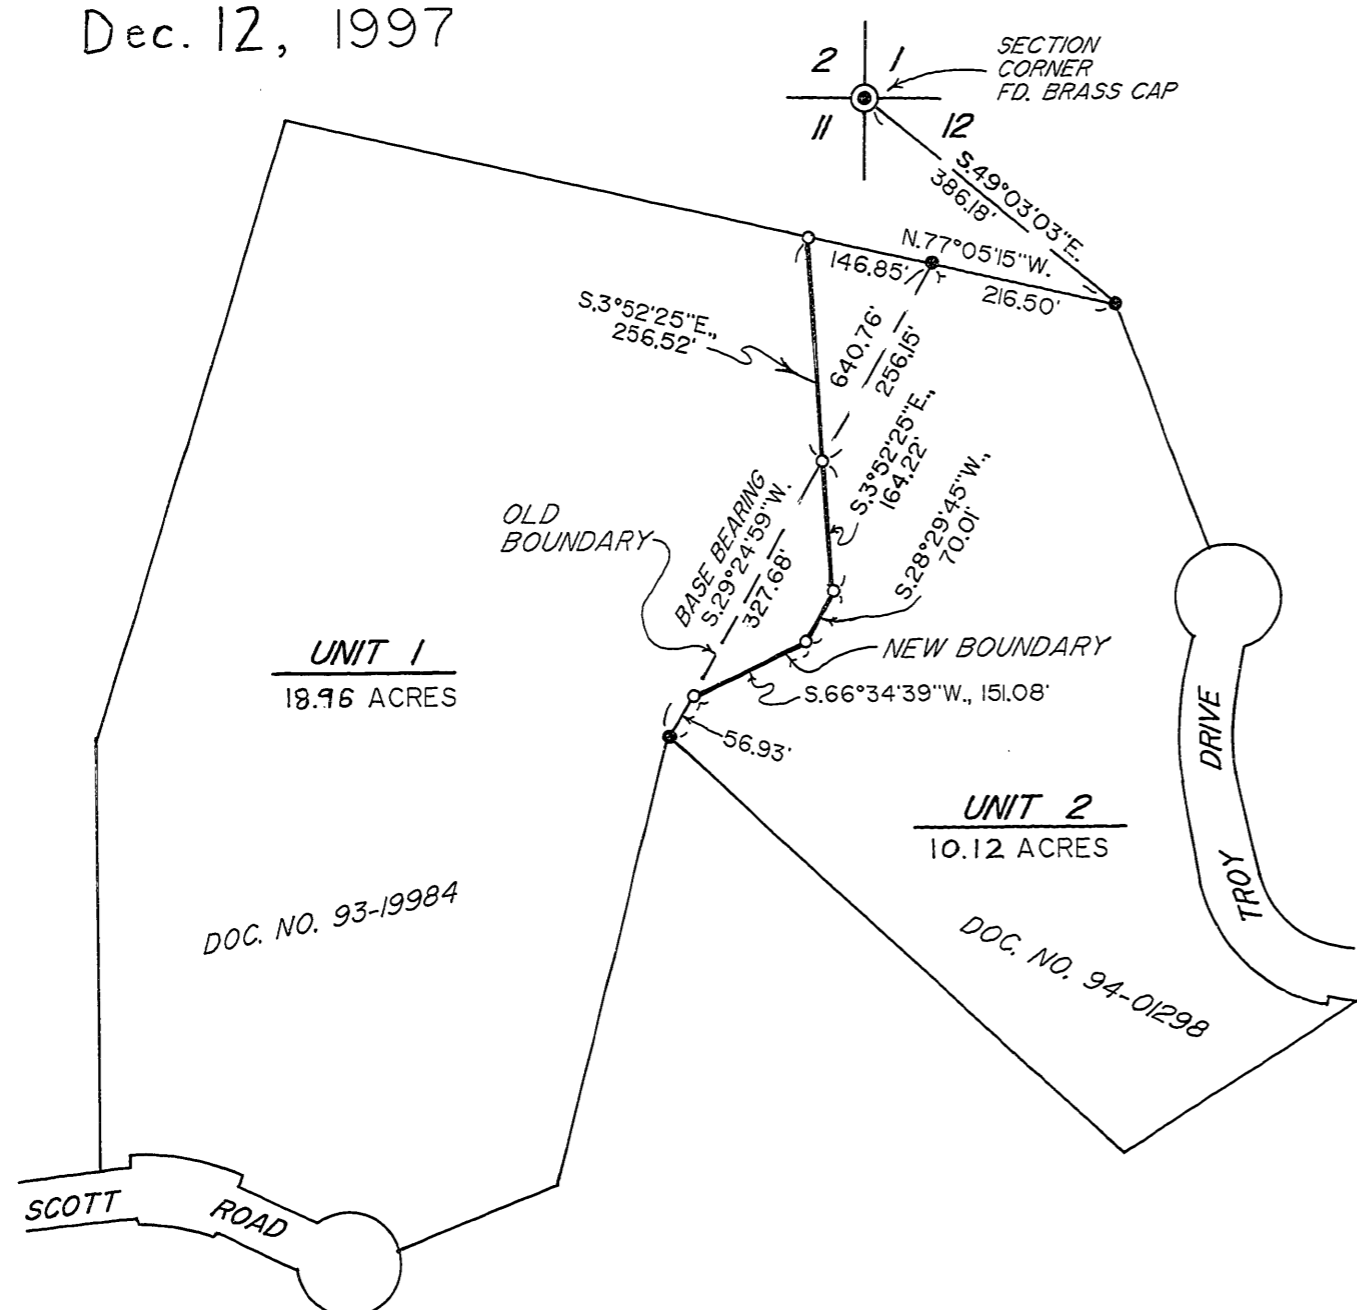 Dec. 12, 1997
2 1
11 12
SECTION
CORNER
FD. BRASS CAP
S.49°03'03"E.
386.18'
N.77°05'15"W.
146.85'
216.50'
S.3°52'25"E.,
256.52'
640.76'
256.15'
S.3°52'25"E.,
164.22'
S.28°29'45"W.,
70.01'
BASE BEARING
S.29°24'59"W.
327.68'
OLD
BOUNDARY
NEW BOUNDARY
S.66°34'39"W., 151.08'
56.93'
UNIT 1
18.96 ACRES
UNIT 2
10.12 ACRES
DOC. NO. 93-19984
DOC. NO. 94-01298
TROY DRIVE
SCOTT ROAD